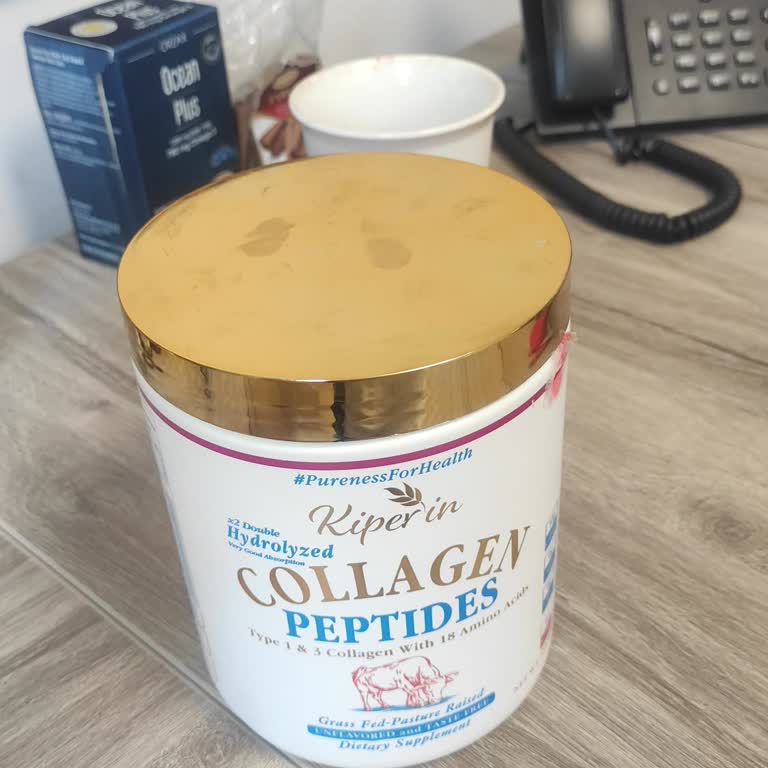 Ocean
Plus
#PurenessForHealth
Kiperin
x2 Double
Hydrolyzed
Very Good Absorption
COLLAGEN
PEPTIDES
Type 1 & 3 Collagen With 18 Amino Acids
Grass Fed-Pasture Raised
UNFLAVORED and TASTE FREE
Dietary Supplement